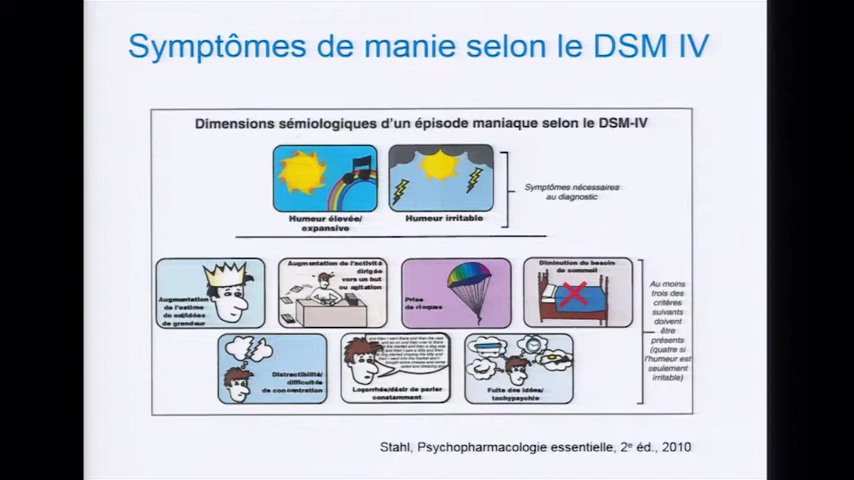 Symptômes de manie selon le DSM IV
Dimensions sémiologiques d'un épisode maniaque selon le DSM-IV
Humeur élevée/
expansive
Humeur irritable
Symptômes nécessaires
au diagnostic
Augmentation
de l'estime
de soi/idées
de grandeur
Augmentation de l'activité
dirigée
vers un but
ou agitation
Prise
de risques
Diminution du besoin
de sommeil
Au moins
trois des
critères
suivants
doivent
être
présents
(quatre si
l'humeur est
seulement
irritable)
Distractibilité/
difficultés
de concentration
Logorrhée/désir de parler
constamment
Fuite des idées/
tachypsychie
Stahl, Psychopharmacologie essentielle, 2e éd., 2010